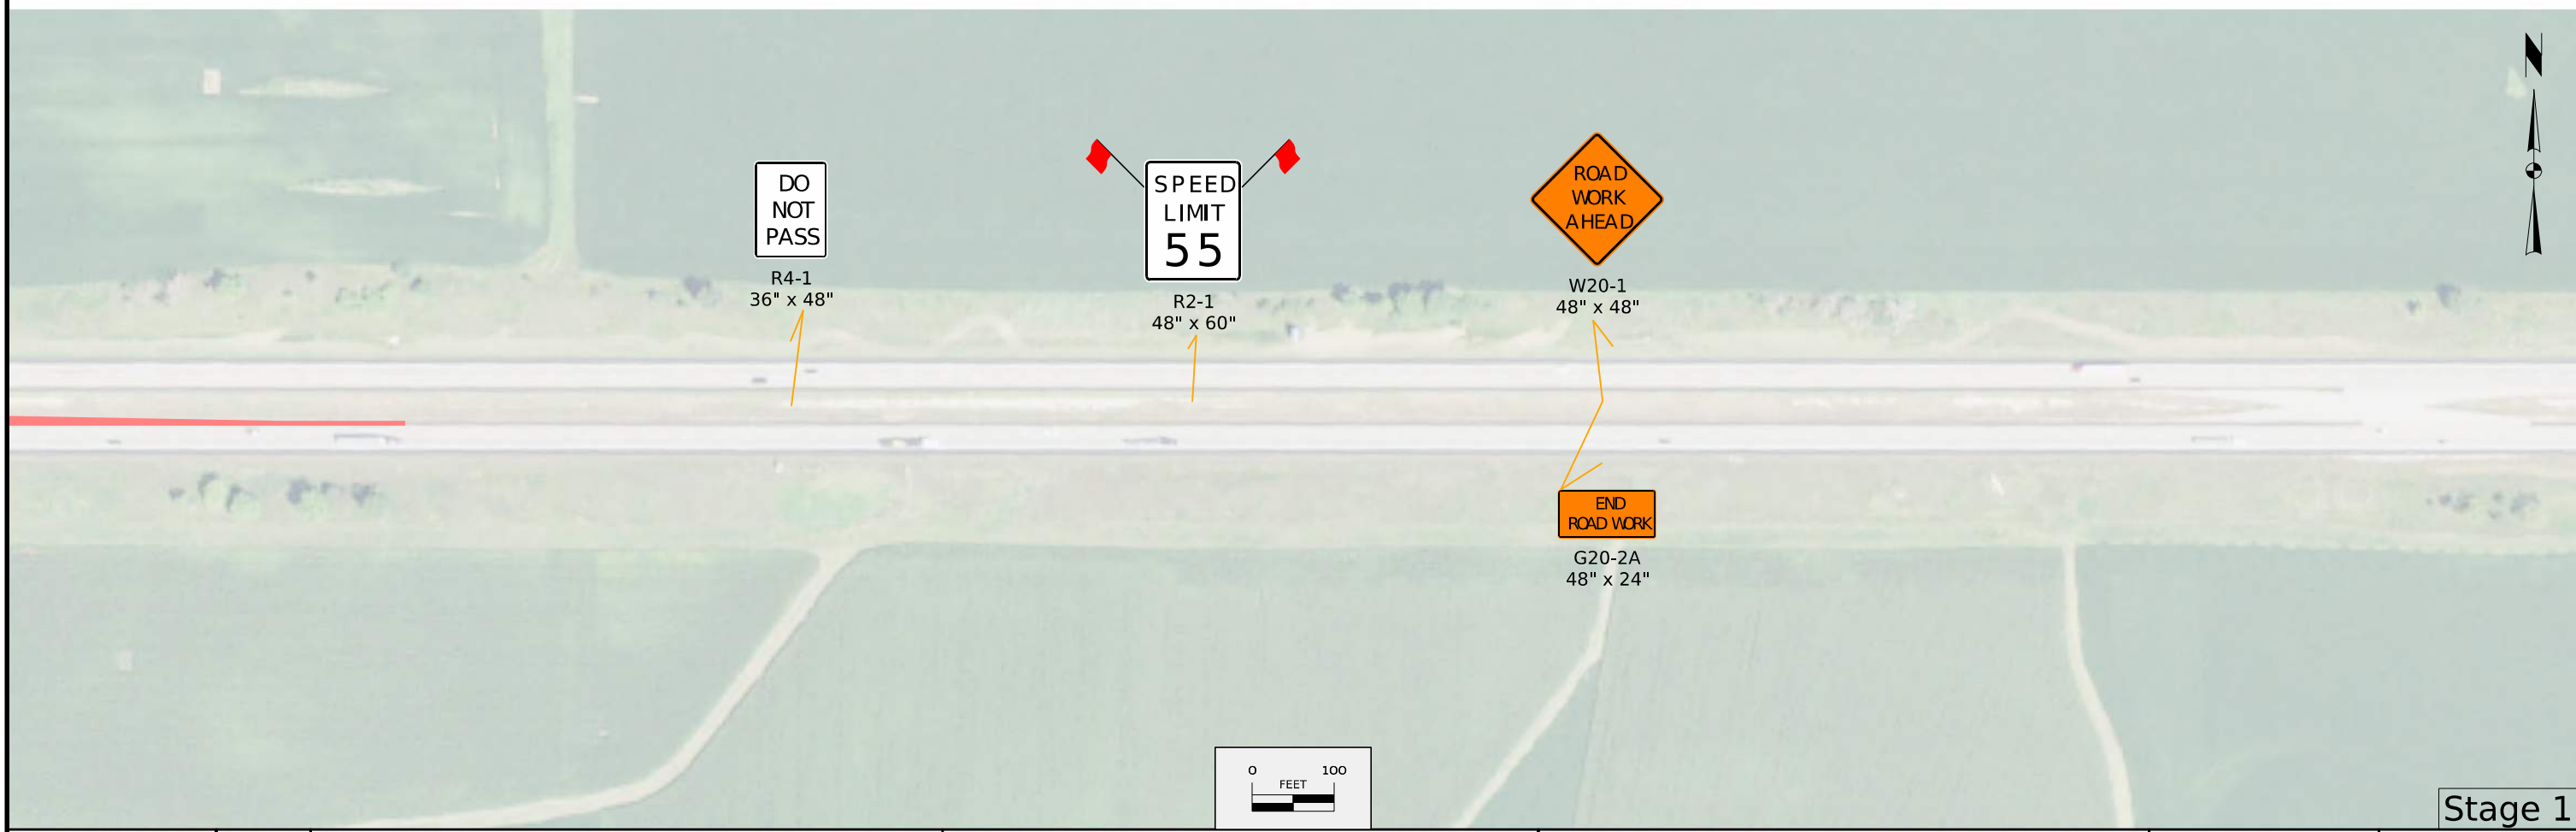 N
DO
NOT
PASS
R4-1
36" x 48"
SPEED
LIMIT
55
R2-1
48" x 60"
ROAD
WORK
AHEAD
W20-1
48" x 48"
END
ROAD WORK
G20-2A
48" x 24"
0 100
FEET
Stage 1